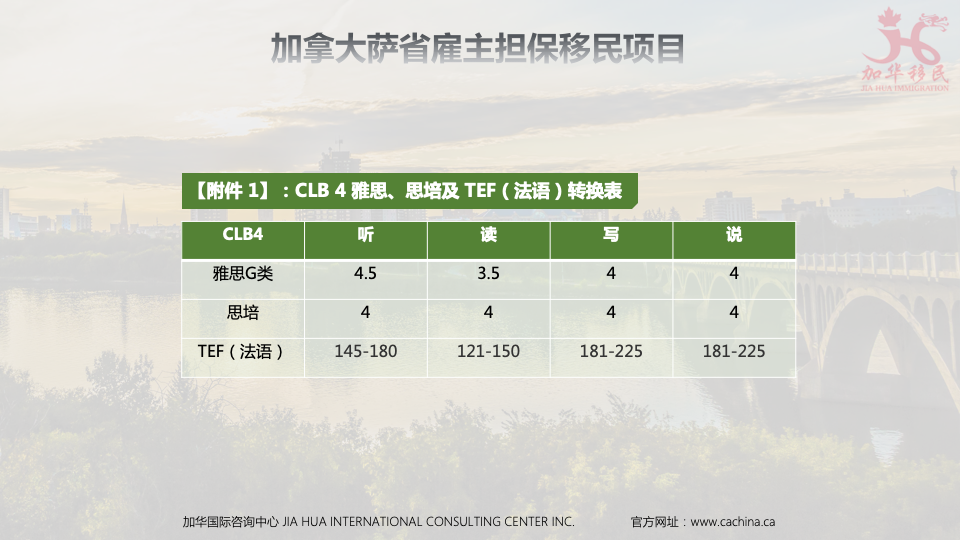 加拿大萨省雇主担保移民项目
加华移民
JIA HUA IMMIGRATION
【附件 1】：CLB 4 雅思、思培及 TEF（法语）转换表
CLB4 听 读 写 说
雅思G类 4.5 3.5 4 4
思培 4 4 4 4
TEF（法语） 145-180 121-150 181-225 181-225
加华国际咨询中心 JIA HUA INTERNATIONAL CONSULTING CENTER INC. 官方网址：www.cachina.ca